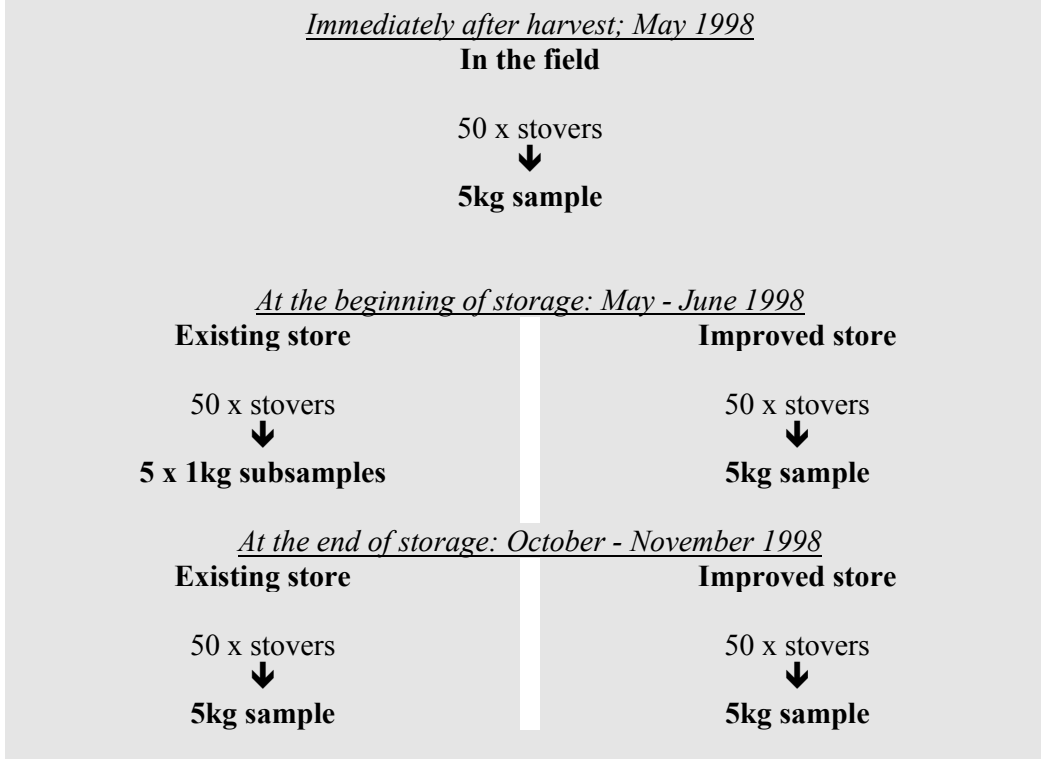 Immediately after harvest; May 1998
In the field
50 x stovers
🡻
5kg sample
At the beginning of storage: May - June 1998
Existing store
50 x stovers
🡻
5 x 1kg subsamples
Improved store
50 x stovers
🡻
5kg sample
At the end of storage: October - November 1998
Existing store
50 x stovers
🡻
5kg sample
Improved store
50 x stovers
🡻
5kg sample